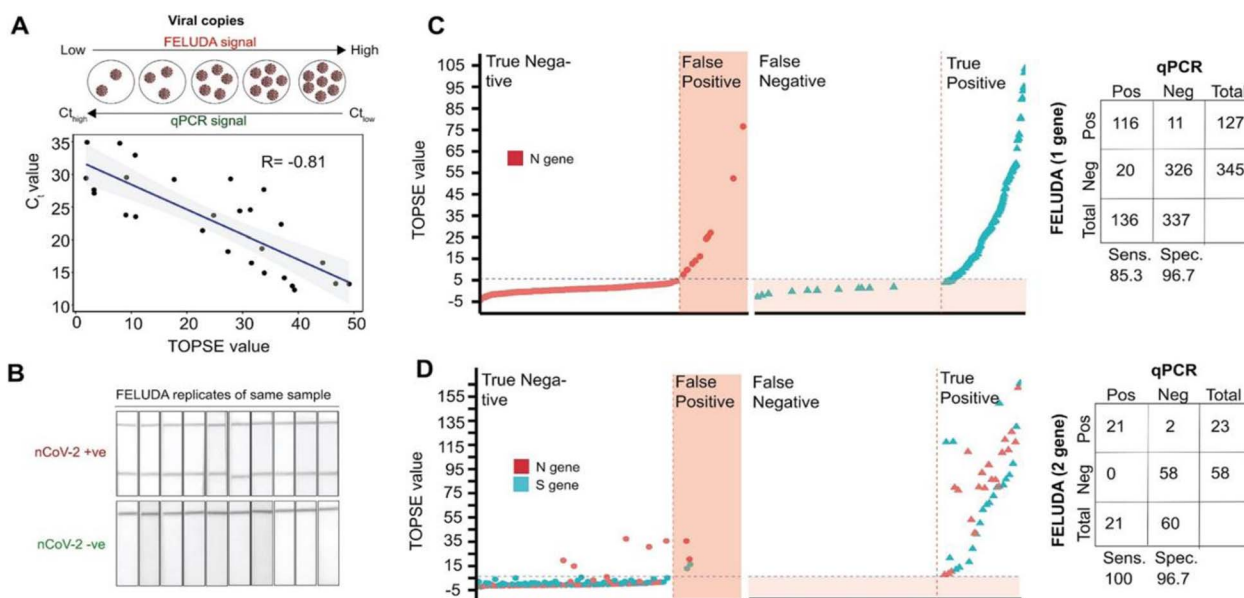 A
Viral copies
Low
FELUDA signal
High
Ct high
qPCR signal
Ct low
35
30
25
20
15
10
Ct value
R= -0.81
0
10
20
30
40
50
TOPSE value
B
FELUDA replicates of same sample
nCoV-2 +ve
nCoV-2 -ve
C
105
95
85
75
65
55
45
35
25
15
5
-5
TOPSE value
True Nega-
tive
False
Positive
False
Negative
True
Positive
N gene
qPCR
Pos Neg Total
FELUDA (1 gene)
Pos 116 11 127
Neg 20 326 345
Total 136 337
Sens. Spec.
85.3 96.7
D
155
135
115
95
75
55
35
15
-5
TOPSE value
True Nega-
tive
False
Positive
False
Negative
True
Positive
N gene
S gene
qPCR
Pos Neg Total
FELUDA (2 gene)
Pos 21 2 23
Neg 0 58 58
Total 21 60
Sens. Spec.
100 96.7